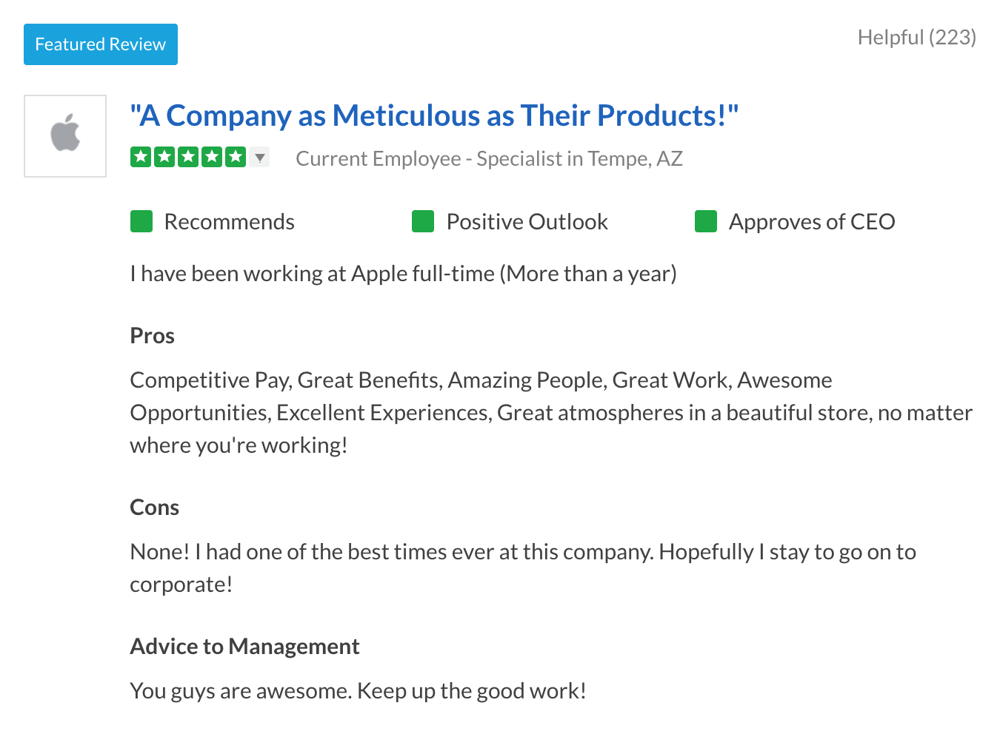 Featured Review
Helpful (223)
"A Company as Meticulous as Their Products!"
Current Employee - Specialist in Tempe, AZ
Recommends
Positive Outlook
Approves of CEO
I have been working at Apple full-time (More than a year)
Pros
Competitive Pay, Great Benefits, Amazing People, Great Work, Awesome
Opportunities, Excellent Experiences, Great atmospheres in a beautiful store, no matter
where you're working!
Cons
None! I had one of the best times ever at this company. Hopefully I stay to go on to
corporate!
Advice to Management
You guys are awesome. Keep up the good work!